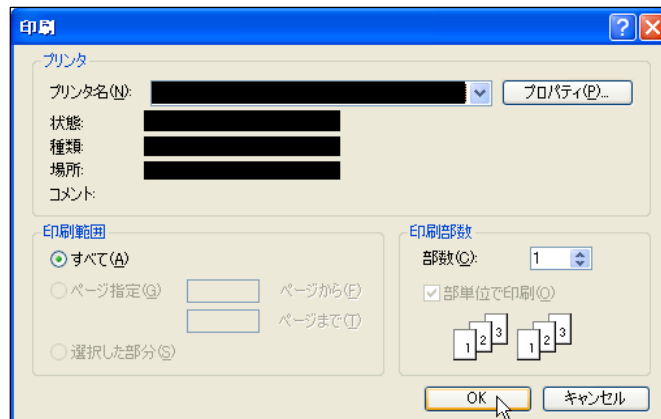 印刷
プリンタ
プリンタ名(N): プロパティ(P)...
状態:
種類:
場所:
コメント:
印刷範囲
すべて(A)
ページ指定(G) ページから(F)
ページまで(T)
選択した部分(S)
印刷部数
部数(C): 1
部単位で印刷(O)
1 2 3 1 2 3
OK キャンセル